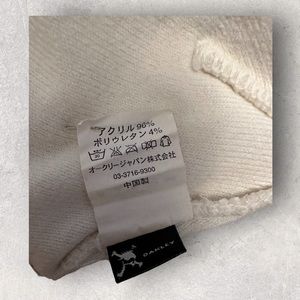 アクリル 96%
ポリウレタン 4%
オークリージャパン株式会社
03-3716-9300
中国製
OAKLEY